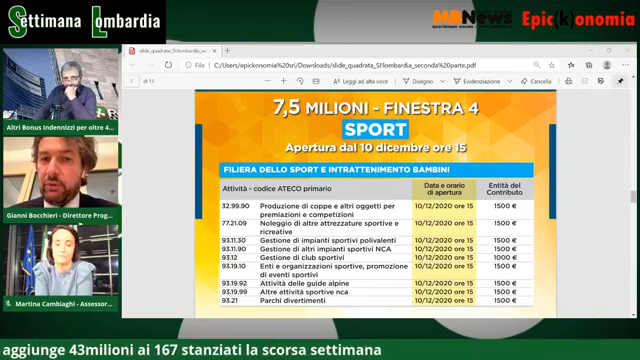 Settimana Lombardia
MBNews
QUOTIDIANO ONLINE
Epic(k)onomia
slide_quadrata_SIlombardia_seconda
C:/Users/epickonomia%20srl/Downloads/slide_quadrata_SIlombardia_seconda%20parte.pdf
7 di 13
Leggi ad alta voce
Disegno
Evidenziazione
Altri Bonus Indennizzi per oltre 4...
Gianni Bocchieri - Direttore Prog...
Martina Cambiaghi - Assessor...
7,5 MILIONI - FINESTRA 4
SPORT
Apertura dal 10 dicembre ore 15
FILIERA DELLO SPORT E INTRATTENIMENTO BAMBINI
Attività - codice ATECO primario
Data e orario di apertura
Entità del Contributo
32.99.90 Produzione di coppe e altri oggetti per premiazioni e competizioni 10/12/2020 ore 15 1500 €
77.21.09 Noleggio di altre attrezzature sportive e ricreative 10/12/2020 ore 15 1500 €
93.11.30 Gestione di impianti sportivi polivalenti 10/12/2020 ore 15 1500 €
93.11.90 Gestione di altri impianti sportivi NCA 10/12/2020 ore 15 1500 €
93.12 Gestione di club sportivi 10/12/2020 ore 15 1000 €
93.19.10 Enti e organizzazioni sportive, promozione di eventi sportivi 10/12/2020 ore 15 1500 €
93.19.92 Attività delle guide alpine 10/12/2020 ore 15 1500 €
93.19.99 Altre attività sportive nca 10/12/2020 ore 15 1500 €
93.21 Parchi divertimenti 10/12/2020 ore 15 1500 €
aggiunge 43milioni ai 167 stanziati la scorsa settimana